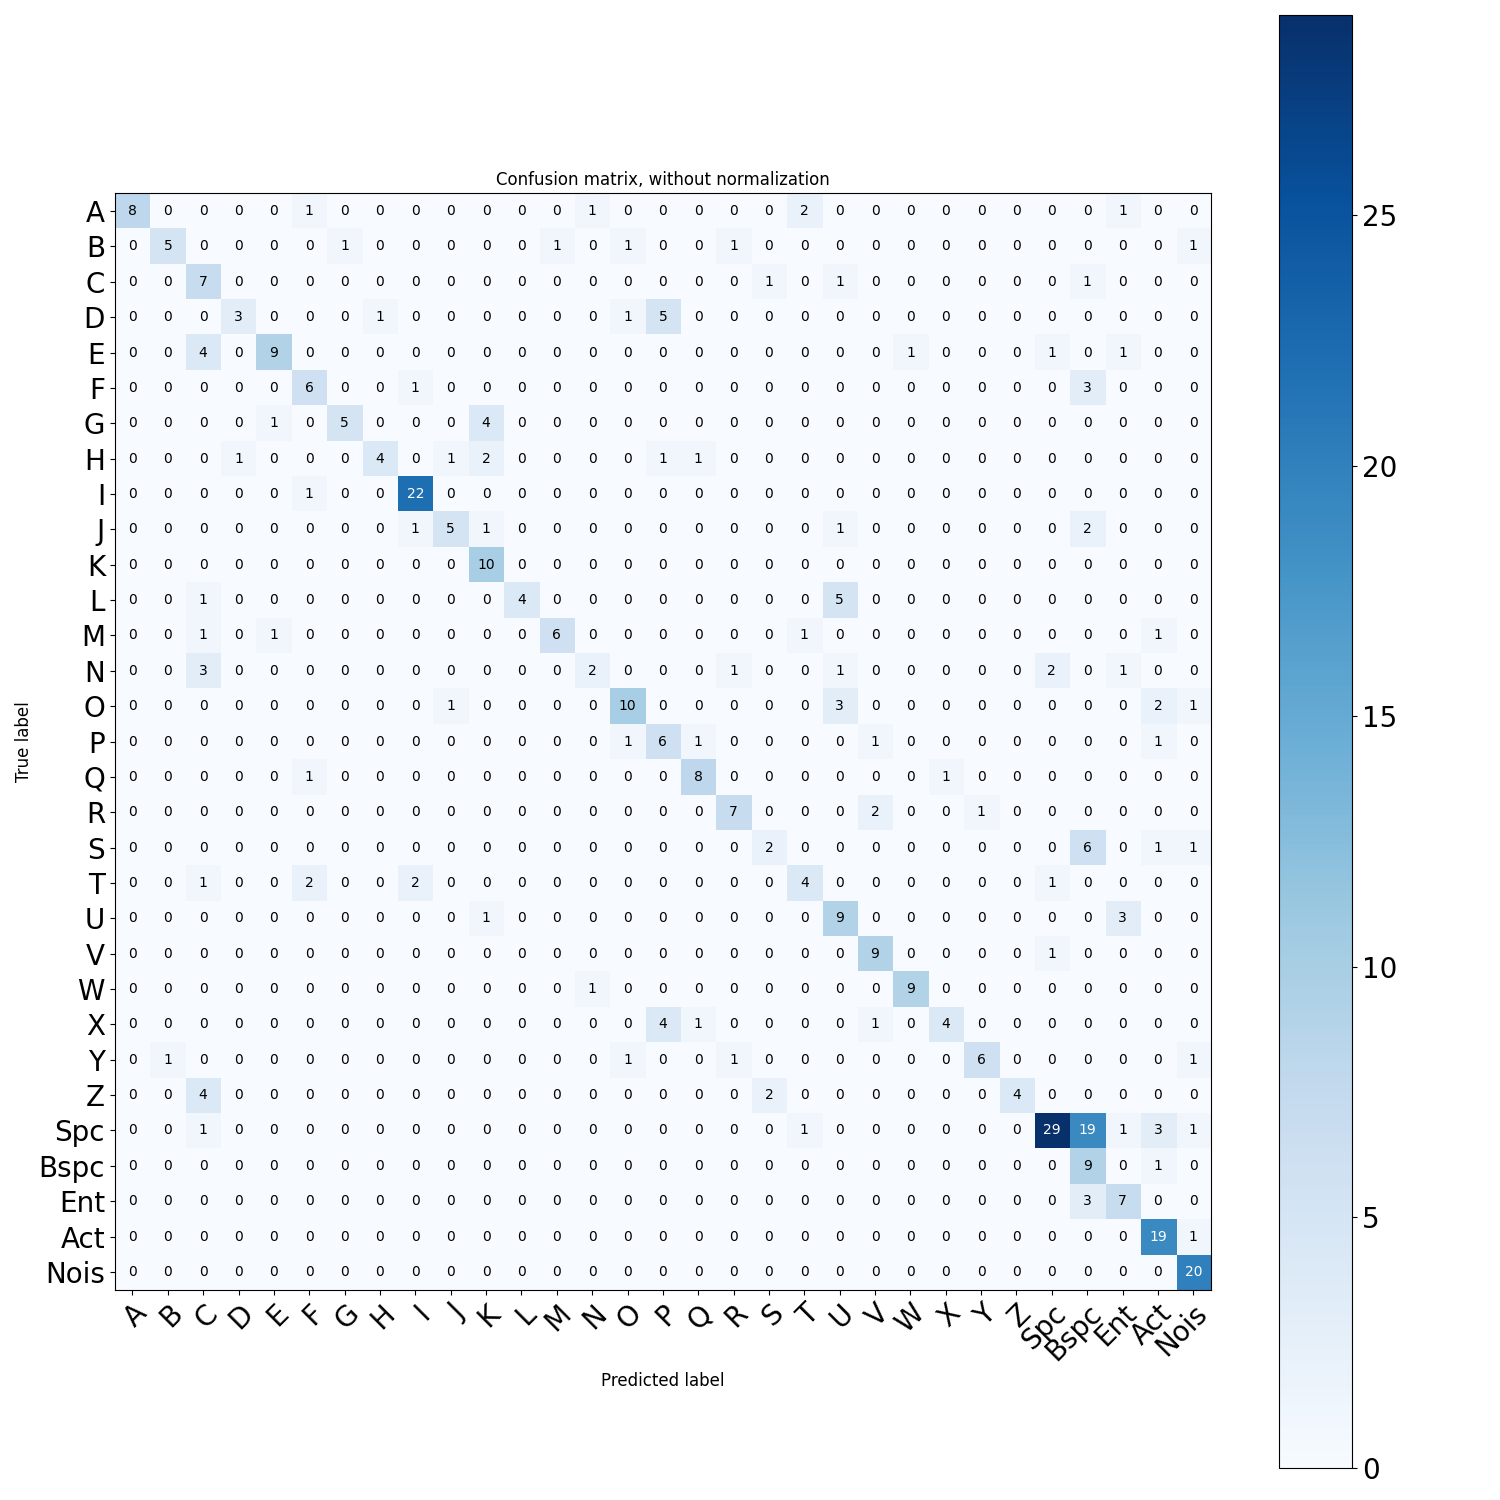 Confusion matrix, without normalization
A 8 0 0 0 0 1 0 0 0 0 0 0 0 1 0 0 0 0 0 2 0 0 0 0 0 0 0 0 1 0 0
B 0 5 0 0 0 0 1 0 0 0 0 0 1 0 1 0 0 1 0 0 0 0 0 0 0 0 0 0 0 0 1
C 0 0 7 0 0 0 0 0 0 0 0 0 0 0 0 0 0 0 1 0 1 0 0 0 0 0 0 1 0 0 0
D 0 0 0 3 0 0 0 1 0 0 0 0 0 0 1 5 0 0 0 0 0 0 0 0 0 0 0 0 0 0 0
E 0 0 4 0 9 0 0 0 0 0 0 0 0 0 0 0 0 0 0 0 0 0 1 0 0 0 1 0 1 0 0
F 0 0 0 0 0 6 0 0 1 0 0 0 0 0 0 0 0 0 0 0 0 0 0 0 0 0 0 3 0 0 0
G 0 0 0 0 1 0 5 0 0 0 4 0 0 0 0 0 0 0 0 0 0 0 0 0 0 0 0 0 0 0 0
H 0 0 0 1 0 0 0 4 0 1 2 0 0 0 0 1 1 0 0 0 0 0 0 0 0 0 0 0 0 0 0
I 0 0 0 0 0 1 0 0 22 0 0 0 0 0 0 0 0 0 0 0 0 0 0 0 0 0 0 0 0 0 0
J 0 0 0 0 0 0 0 0 1 5 1 0 0 0 0 0 0 0 0 0 1 0 0 0 0 0 0 2 0 0 0
K 0 0 0 0 0 0 0 0 0 0 10 0 0 0 0 0 0 0 0 0 0 0 0 0 0 0 0 0 0 0 0
L 0 0 1 0 0 0 0 0 0 0 0 4 0 0 0 0 0 0 0 0 5 0 0 0 0 0 0 0 0 0 0
M 0 0 1 0 1 0 0 0 0 0 0 0 6 0 0 0 0 0 0 1 0 0 0 0 0 0 0 0 0 1 0
N 0 0 3 0 0 0 0 0 0 0 0 0 0 2 0 0 0 1 0 0 1 0 0 0 0 0 2 0 1 0 0
O 0 0 0 0 0 0 0 0 0 1 0 0 0 0 10 0 0 0 0 0 3 0 0 0 0 0 0 0 0 2 1
P 0 0 0 0 0 0 0 0 0 0 0 0 0 0 1 6 1 0 0 0 0 1 0 0 0 0 0 0 0 1 0
Q 0 0 0 0 0 1 0 0 0 0 0 0 0 0 0 0 8 0 0 0 0 0 0 1 0 0 0 0 0 0 0
R 0 0 0 0 0 0 0 0 0 0 0 0 0 0 0 0 0 7 0 0 0 2 0 0 1 0 0 0 0 0 0
S 0 0 0 0 0 0 0 0 0 0 0 0 0 0 0 0 0 0 2 0 0 0 0 0 0 0 0 6 0 1 1
T 0 0 1 0 0 2 0 0 2 0 0 0 0 0 0 0 0 0 0 4 0 0 0 0 0 0 1 0 0 0 0
U 0 0 0 0 0 0 0 0 0 0 1 0 0 0 0 0 0 0 0 0 9 0 0 0 0 0 0 0 3 0 0
V 0 0 0 0 0 0 0 0 0 0 0 0 0 0 0 0 0 0 0 0 0 9 0 0 0 0 1 0 0 0 0
W 0 0 0 0 0 0 0 0 0 0 0 0 0 1 0 0 0 0 0 0 0 0 9 0 0 0 0 0 0 0 0
X 0 0 0 0 0 0 0 0 0 0 0 0 0 0 0 4 1 0 0 0 0 1 0 4 0 0 0 0 0 0 0
Y 0 1 0 0 0 0 0 0 0 0 0 0 0 0 1 0 0 1 0 0 0 0 0 0 6 0 0 0 0 0 1
Z 0 0 4 0 0 0 0 0 0 0 0 0 0 0 0 0 0 0 2 0 0 0 0 0 0 4 0 0 0 0 0
Spc 0 0 1 0 0 0 0 0 0 0 0 0 0 0 0 0 0 0 0 1 0 0 0 0 0 0 29 19 1 3 1
Bspc 0 0 0 0 0 0 0 0 0 0 0 0 0 0 0 0 0 0 0 0 0 0 0 0 0 0 0 9 0 1 0
Ent 0 0 0 0 0 0 0 0 0 0 0 0 0 0 0 0 0 0 0 0 0 0 0 0 0 0 0 3 7 0 0
Act 0 0 0 0 0 0 0 0 0 0 0 0 0 0 0 0 0 0 0 0 0 0 0 0 0 0 0 0 0 19 1
Nois 0 0 0 0 0 0 0 0 0 0 0 0 0 0 0 0 0 0 0 0 0 0 0 0 0 0 0 0 0 0 20
A B C D E F G H I J K L M N O P Q R S T U V W X Y Z Spc Bspc Ent Act Nois
Predicted label
True label
25
20
15
10
5
0